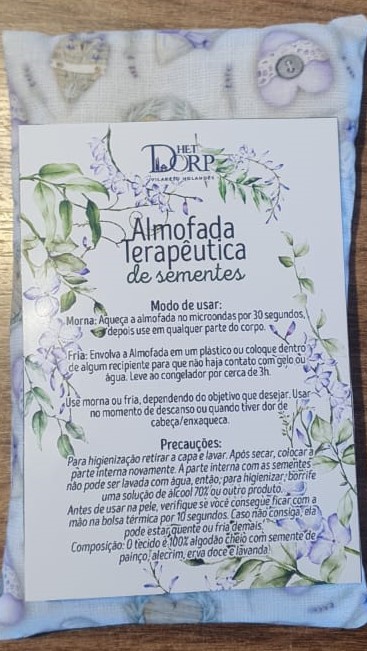 HET
DORP
VILAREJO HOLANDÊS
Almofada
Terapêutica
de sementes
Modo de usar:
Morna: Aqueça a almofada no microondas por 30 segundos,
depois use em qualquer parte do corpo.
Fria: Envolva a Almofada em um plástico ou coloque dentro
de algum recipiente para que não haja contato com gelo ou
água. Leve ao congelador por cerca de 3h.
Use morna ou fria, dependendo do objetivo que desejar. Usar
no momento de descanso ou quando tiver dor de
cabeça/enxaqueca.
Precauções:
Para higienização retirar a capa e lavar. Após secar, colocar a
parte interna novamente. A parte interna com as sementes
não pode ser lavada com água, então, para higienizar, borrife
uma solução de álcool 70% ou outro produto.
Antes de usar na pele, verifique se você consegue ficar com a
mão na bolsa térmica por 10 segundos. Caso não consiga, ela
pode estar quente ou fria demais.
Composição: O tecido é 100% algodão cheio com semente de
painço, alecrim, erva doce e lavanda.